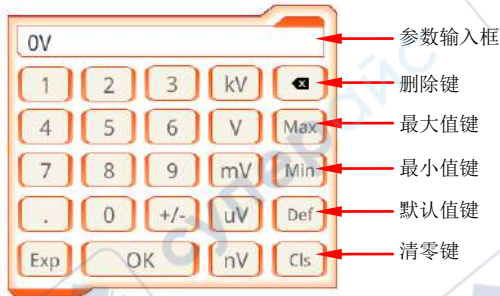 0V 参数输入框
1 2 3 kV 删除键
4 5 6 V Max 最大值键
7 8 9 mV Min 最小值键
. 0 +/- uV Def 默认值键
Exp OK nV Cls 清零键